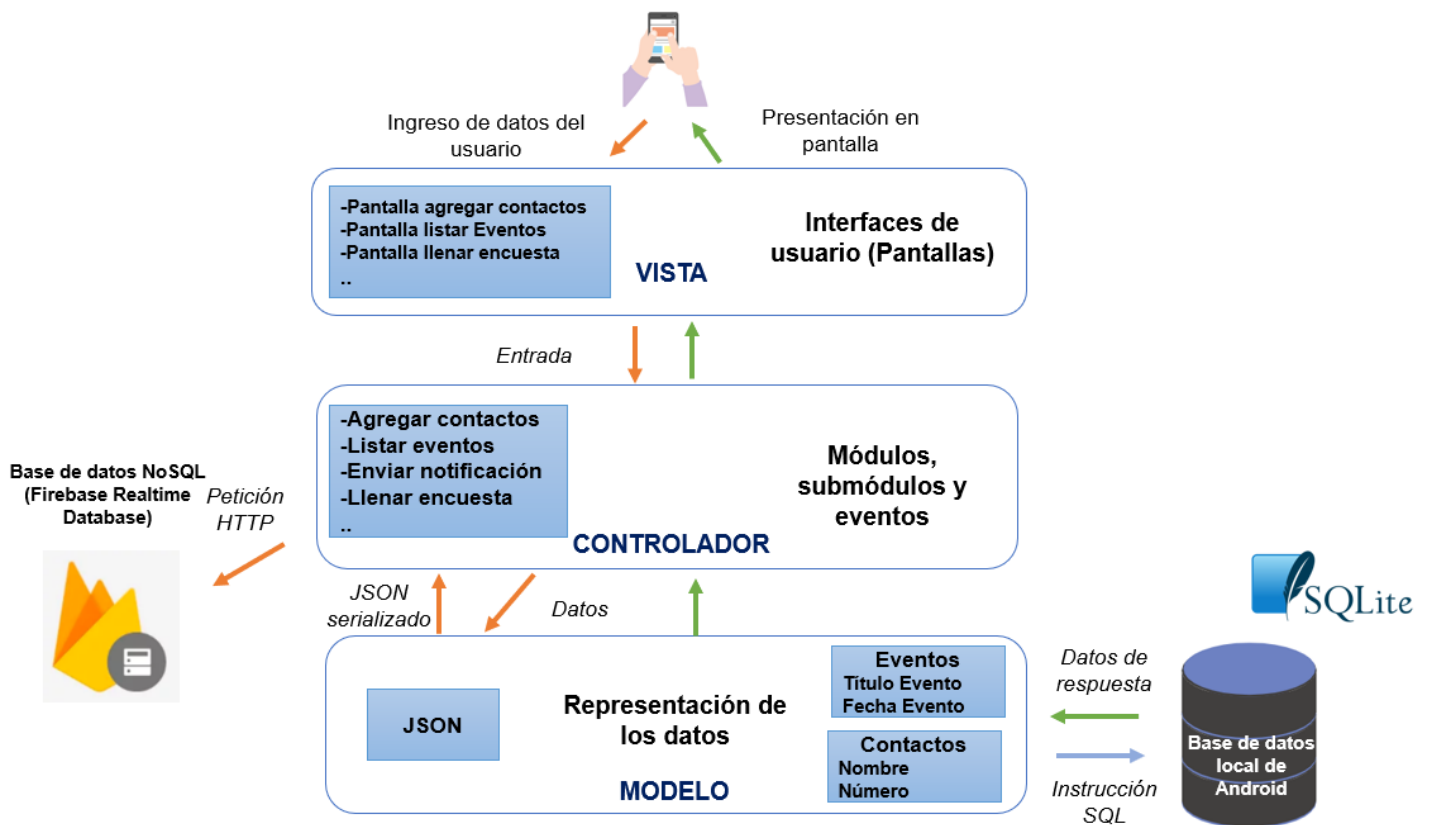 Ingreso de datos del
usuario
Presentación en
pantalla
-Pantalla agregar contactos
-Pantalla listar Eventos
-Pantalla llenar encuesta
..
VISTA
Interfaces de
usuario (Pantallas)
Entrada
-Agregar contactos
-Listar eventos
-Enviar notificación
-Llenar encuesta
..
CONTROLADOR
Módulos,
submódulos y
eventos
Base de datos NoSQL
(Firebase Realtime
Database)
Petición
HTTP
JSON
serializado
Datos
JSON
Representación de
los datos
MODELO
Eventos
Título Evento
Fecha Evento
Contactos
Nombre
Número
Datos de
respuesta
Instrucción
SQL
SQLite
Base de datos
local de
Android